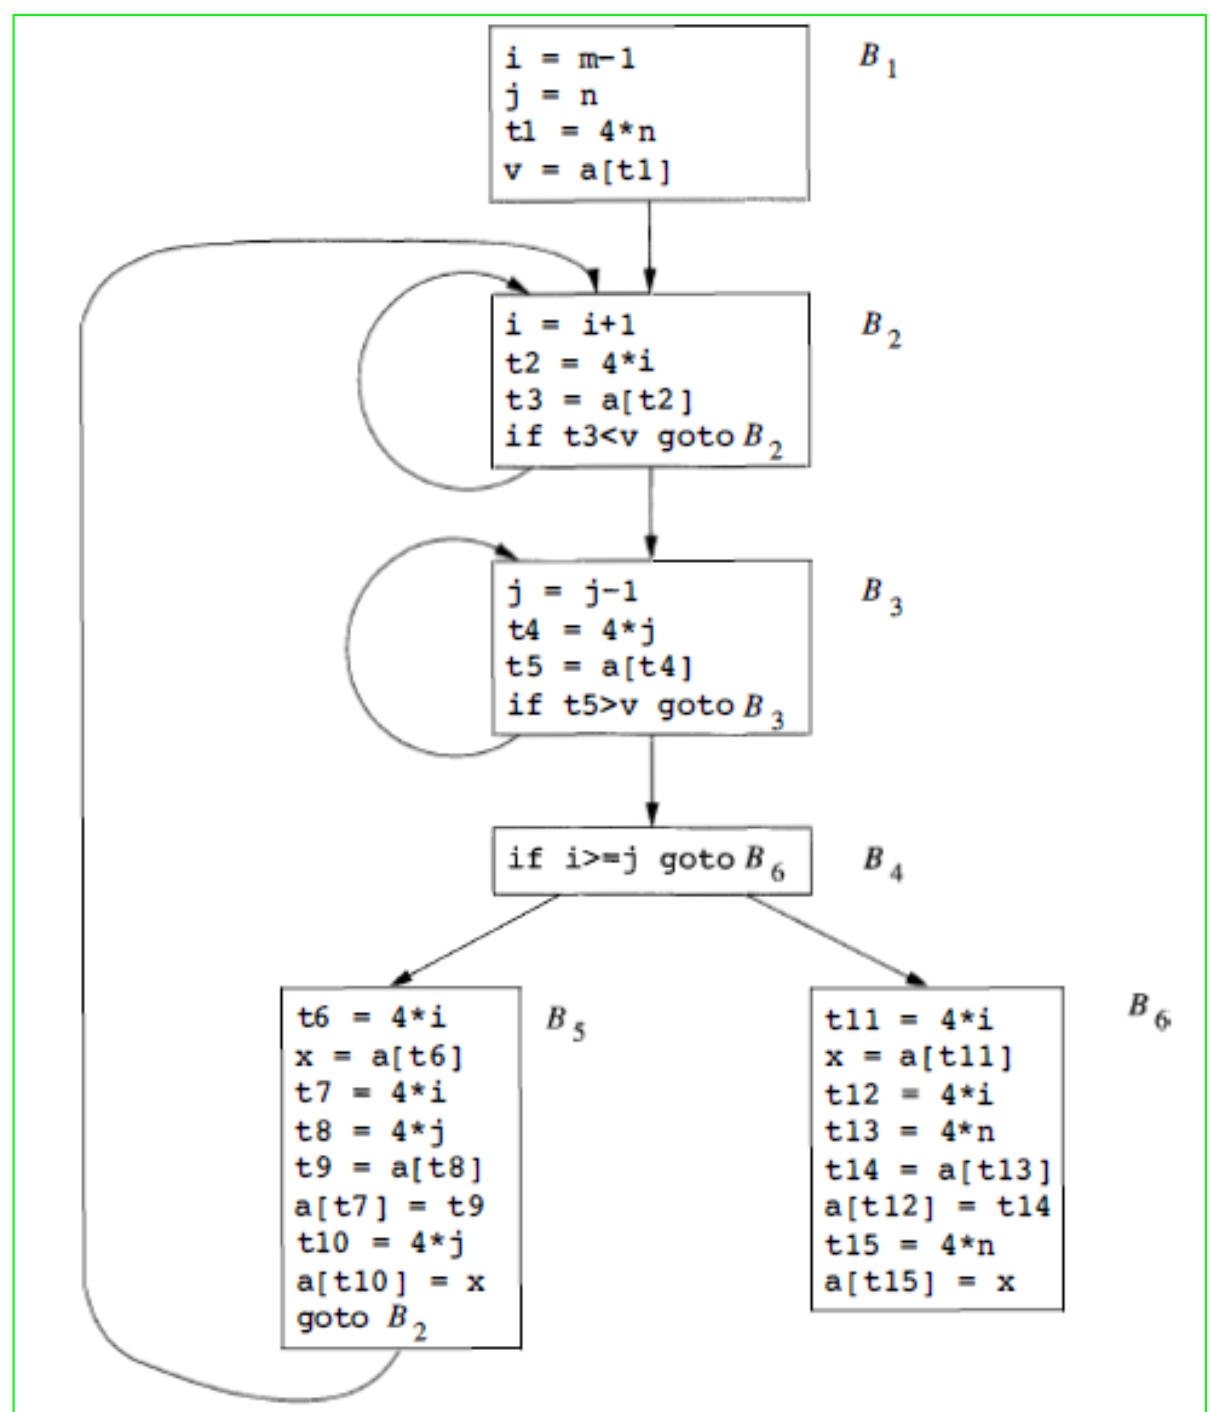 i = m-1
j = n
t1 = 4*n
v = a[t1]
B1
i = i+1
t2 = 4*i
t3 = a[t2]
if t3<v goto B2
B2
j = j-1
t4 = 4*j
t5 = a[t4]
if t5>v goto B3
B3
if i>=j goto B6
B4
t6 = 4*i
x = a[t6]
t7 = 4*i
t8 = 4*j
t9 = a[t8]
a[t7] = t9
t10 = 4*j
a[t10] = x
goto B2
B5
t11 = 4*i
x = a[t11]
t12 = 4*i
t13 = 4*n
t14 = a[t13]
a[t12] = t14
t15 = 4*n
a[t15] = x
B6